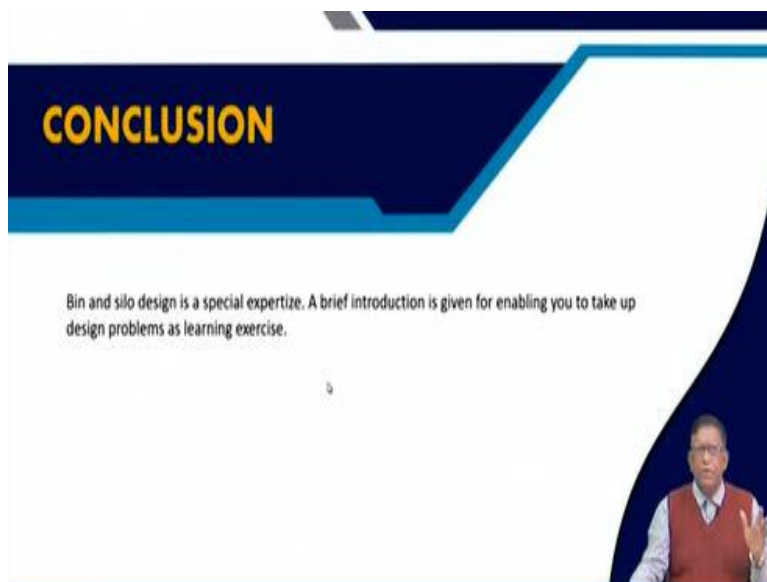 CONCLUSION
Bin and silo design is a special expertize. A brief introduction is given for enabling you to take up
design problems as learning exercise.